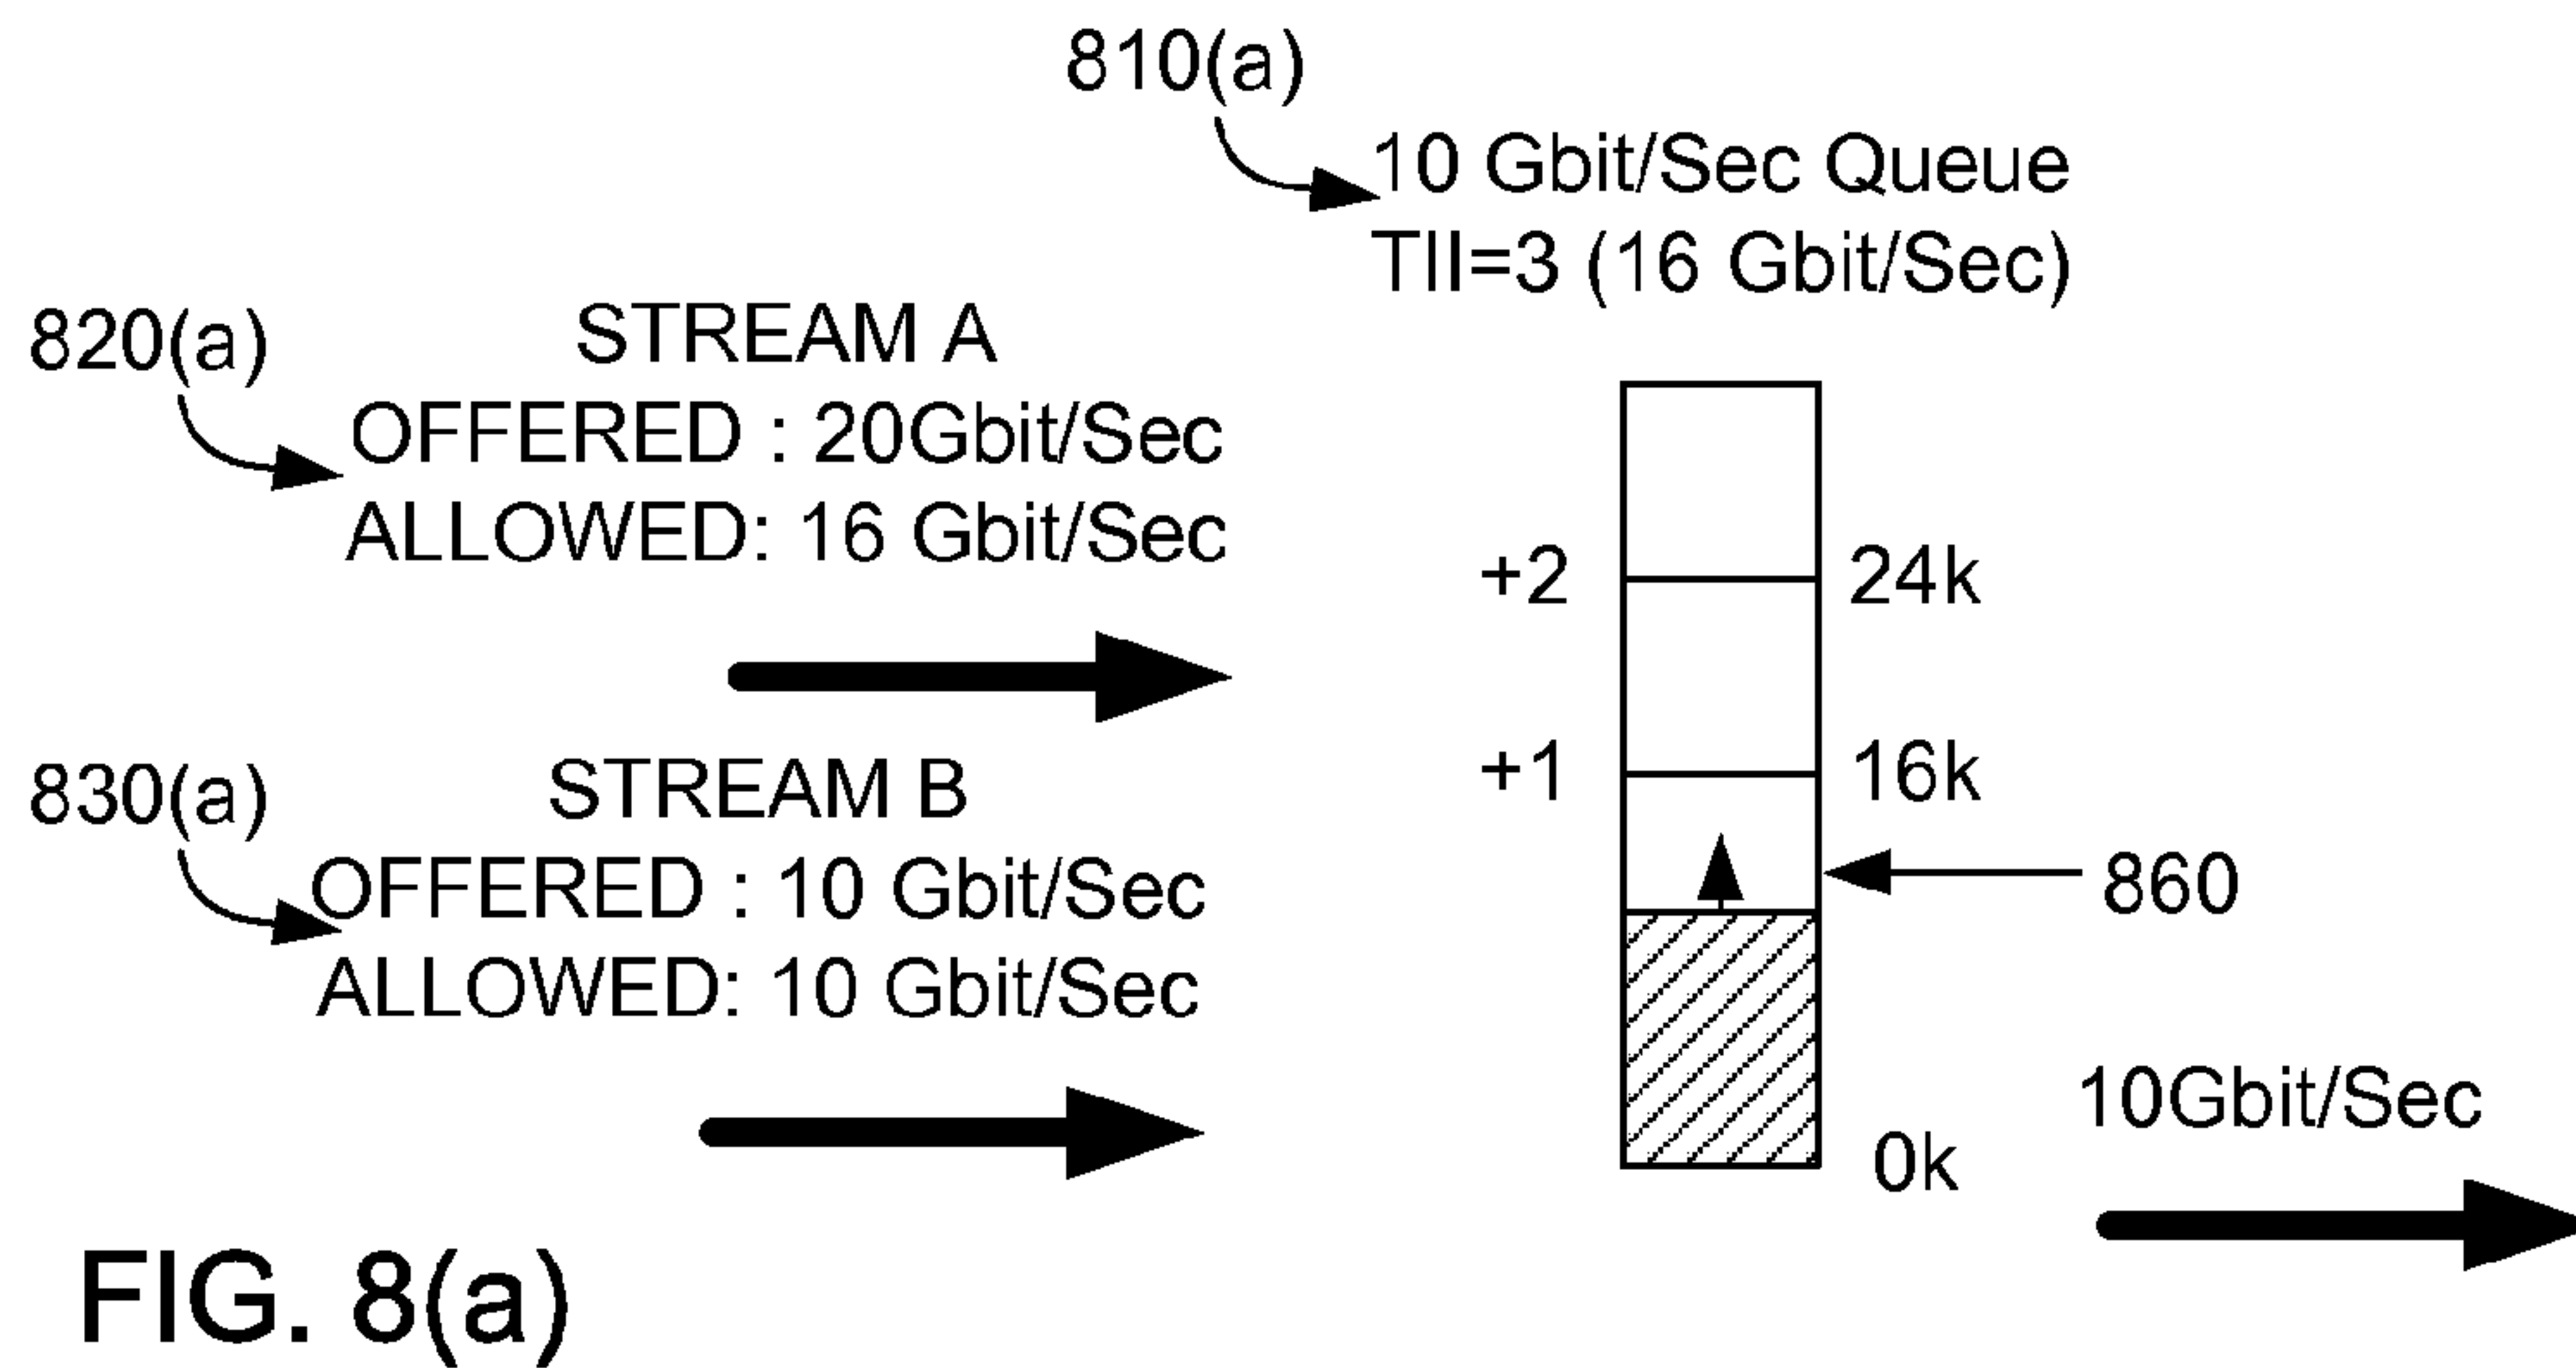 810(a)
10 Gbit/Sec Queue
TII=3 (16 Gbit/Sec)
820(a)
STREAM A
OFFERED : 20Gbit/Sec
ALLOWED: 16 Gbit/Sec
+2
24k
830(a)
STREAM B
OFFERED : 10 Gbit/Sec
ALLOWED: 10 Gbit/Sec
+1
16k
860
0k
10Gbit/Sec
FIG. 8(a)